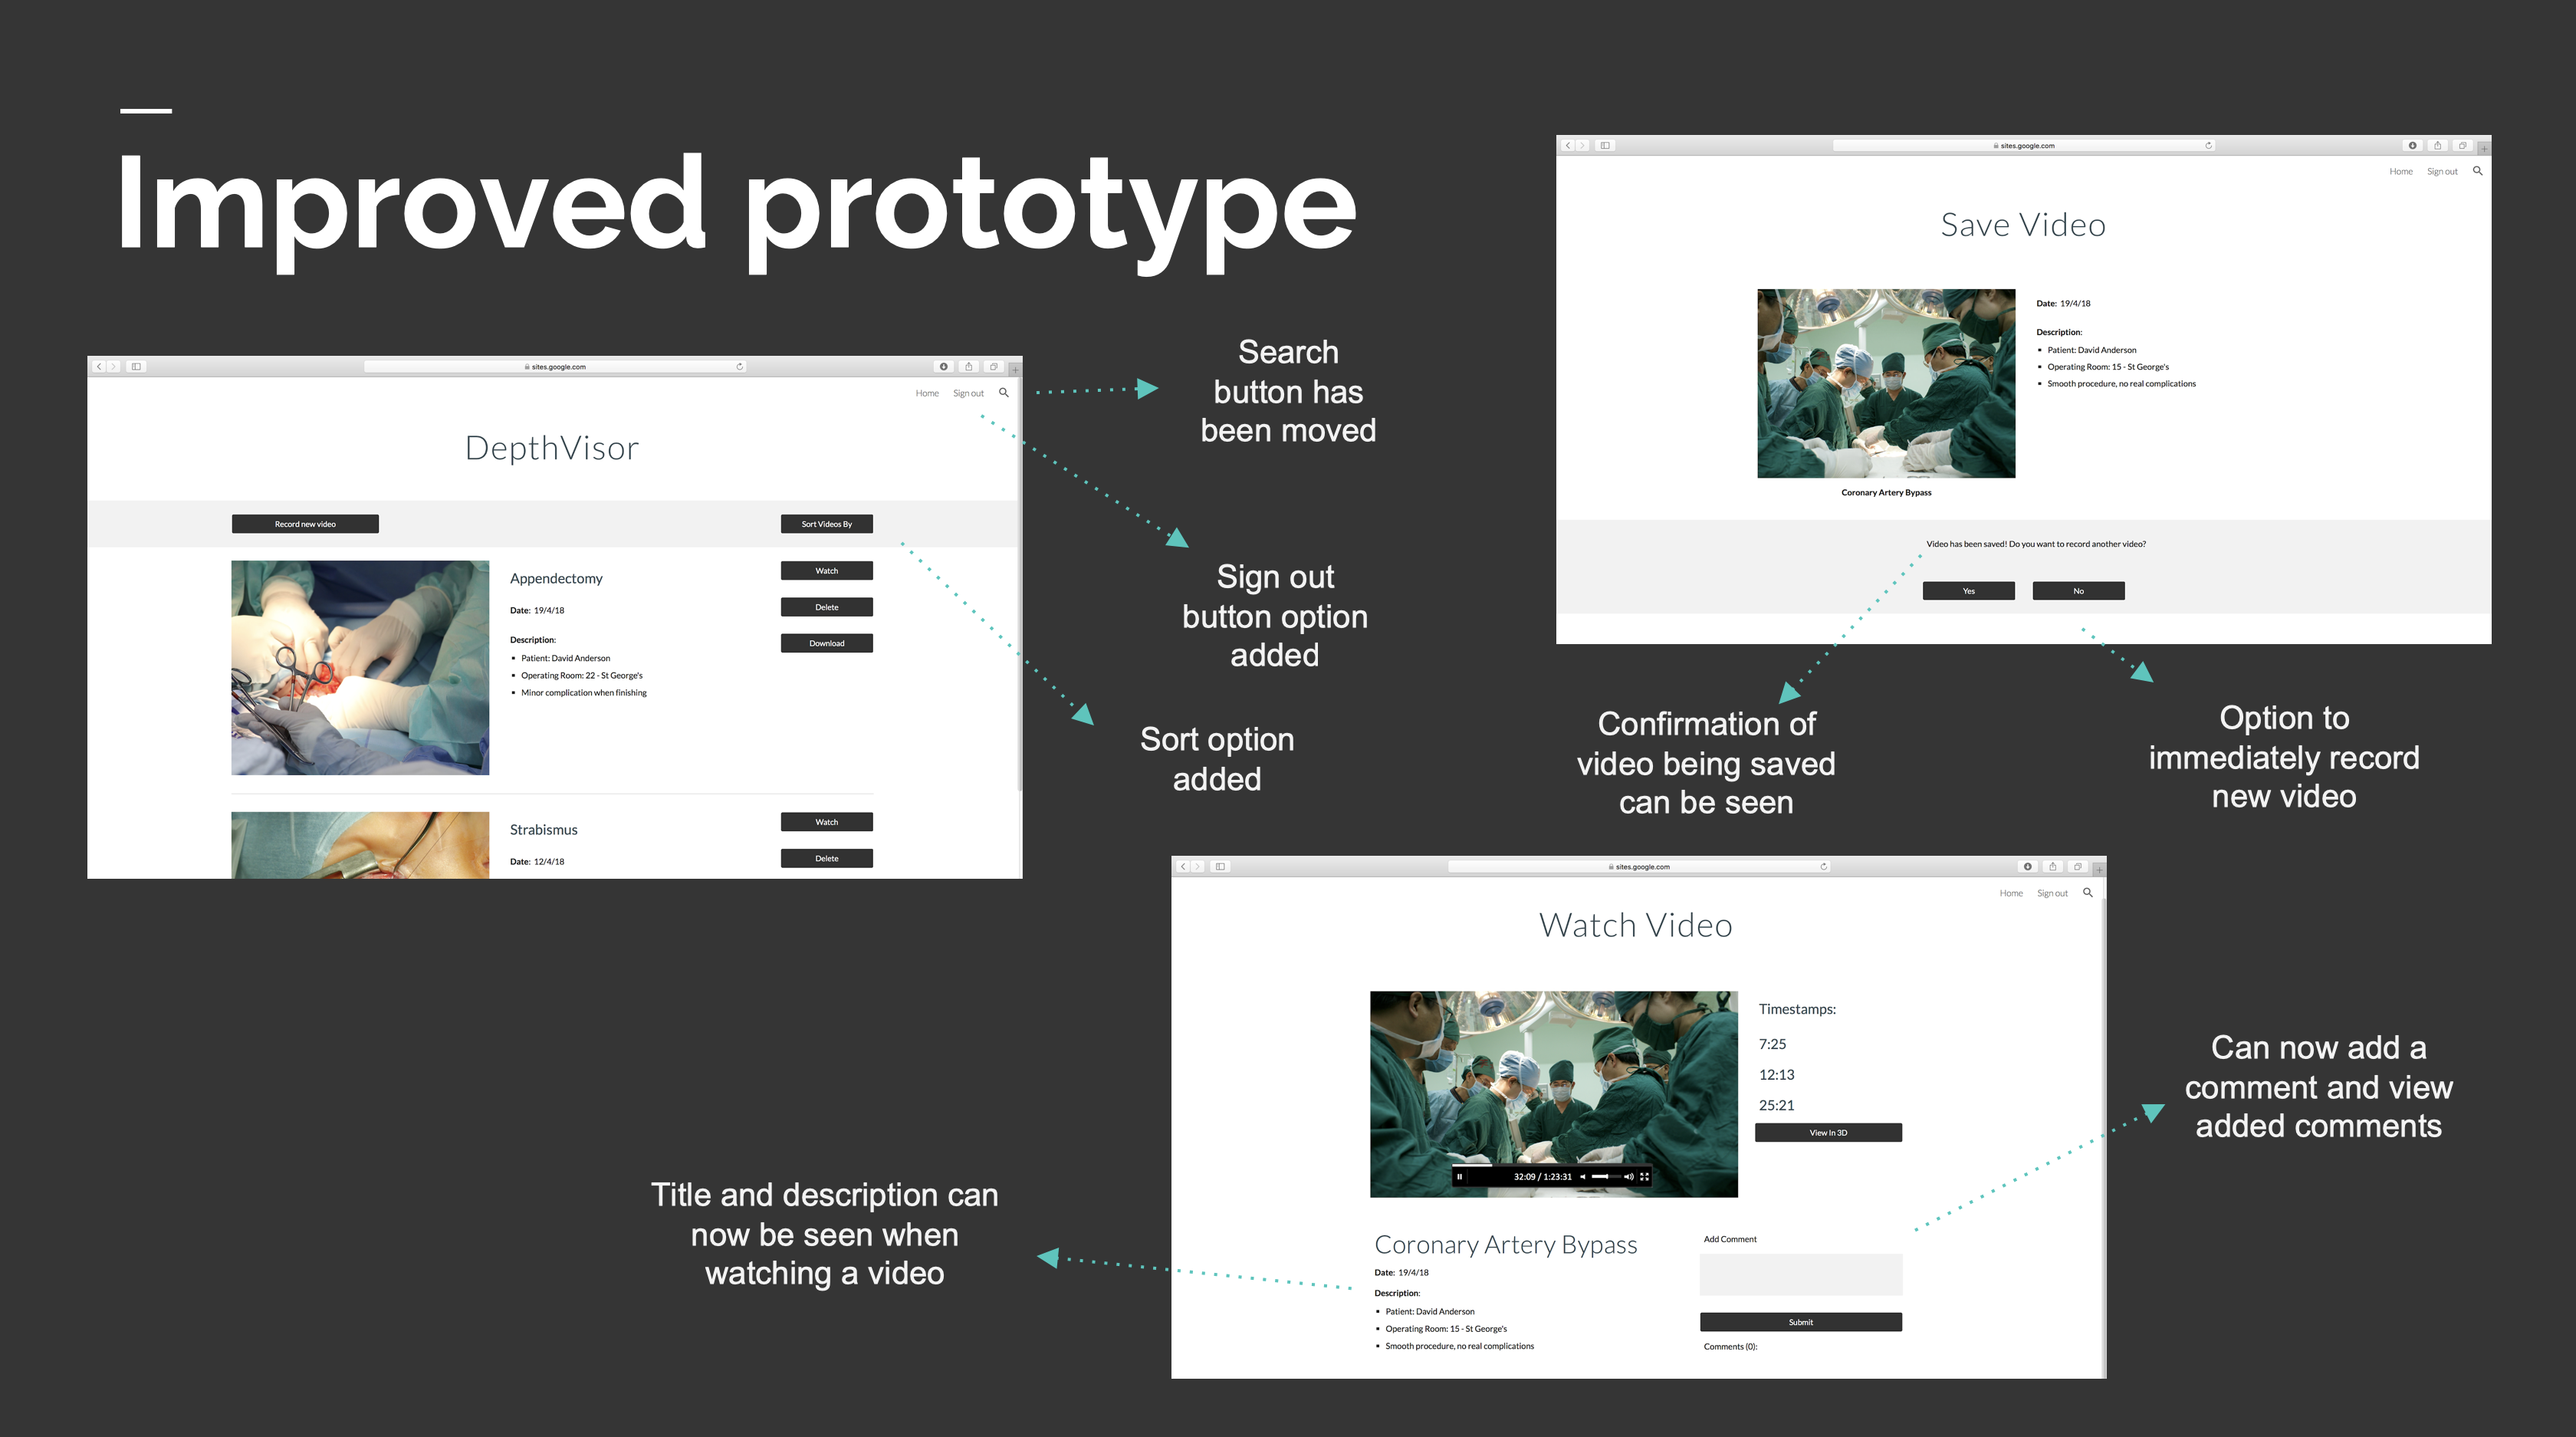 Improved prototype
sites.google.com
Home Sign out
DepthVisor
Record new video Sort Videos By
Appendectomy
Date: 19/4/18
Description:
▪ Patient: David Anderson
▪ Operating Room: 22 - St George's
▪ Minor complication when finishing
Watch
Delete
Download
Strabismus
Date: 12/4/18
Watch
Delete
Search
button has
been moved
Sign out
button option
added
Sort option
added
sites.google.com
Home Sign out
Save Video
Date: 19/4/18
Description:
▪ Patient: David Anderson
▪ Operating Room: 15 - St George's
▪ Smooth procedure, no real complications
Coronary Artery Bypass
Video has been saved! Do you want to record another video?
Yes No
Confirmation of
video being saved
can be seen
Option to
immediately record
new video
sites.google.com
Home Sign out
Watch Video
32:09 / 1:23:31
Timestamps:
7:25
12:13
25:21
View In 3D
Coronary Artery Bypass
Date: 19/4/18
Description:
▪ Patient: David Anderson
▪ Operating Room: 15 - St George's
▪ Smooth procedure, no real complications
Add Comment
Submit
Comments (0):
Title and description can
now be seen when
watching a video
Can now add a
comment and view
added comments